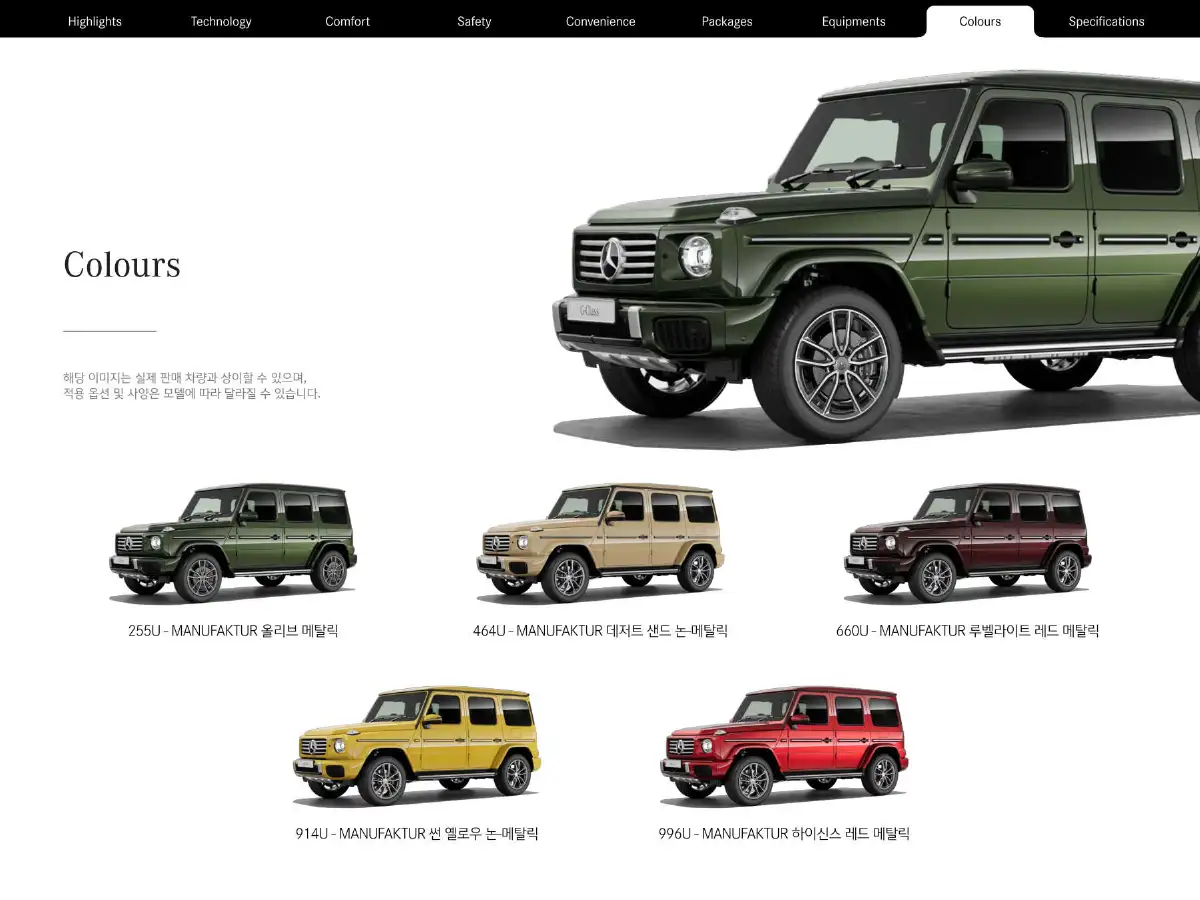 Highlights
Technology
Comfort
Safety
Convenience
Packages
Equipments
Colours
Specifications
Colours
해당 이미지는 실제 판매 차량과 상이할 수 있으며,
적용 옵션 및 사양은 모델에 따라 달라질 수 있습니다.
G-Class
255U - MANUFAKTUR 올리브 메탈릭
464U - MANUFAKTUR 데저트 샌드 논-메탈릭
660U - MANUFAKTUR 루벨라이트 레드 메탈릭
914U - MANUFAKTUR 썬 옐로우 논-메탈릭
996U - MANUFAKTUR 하이신스 레드 메탈릭